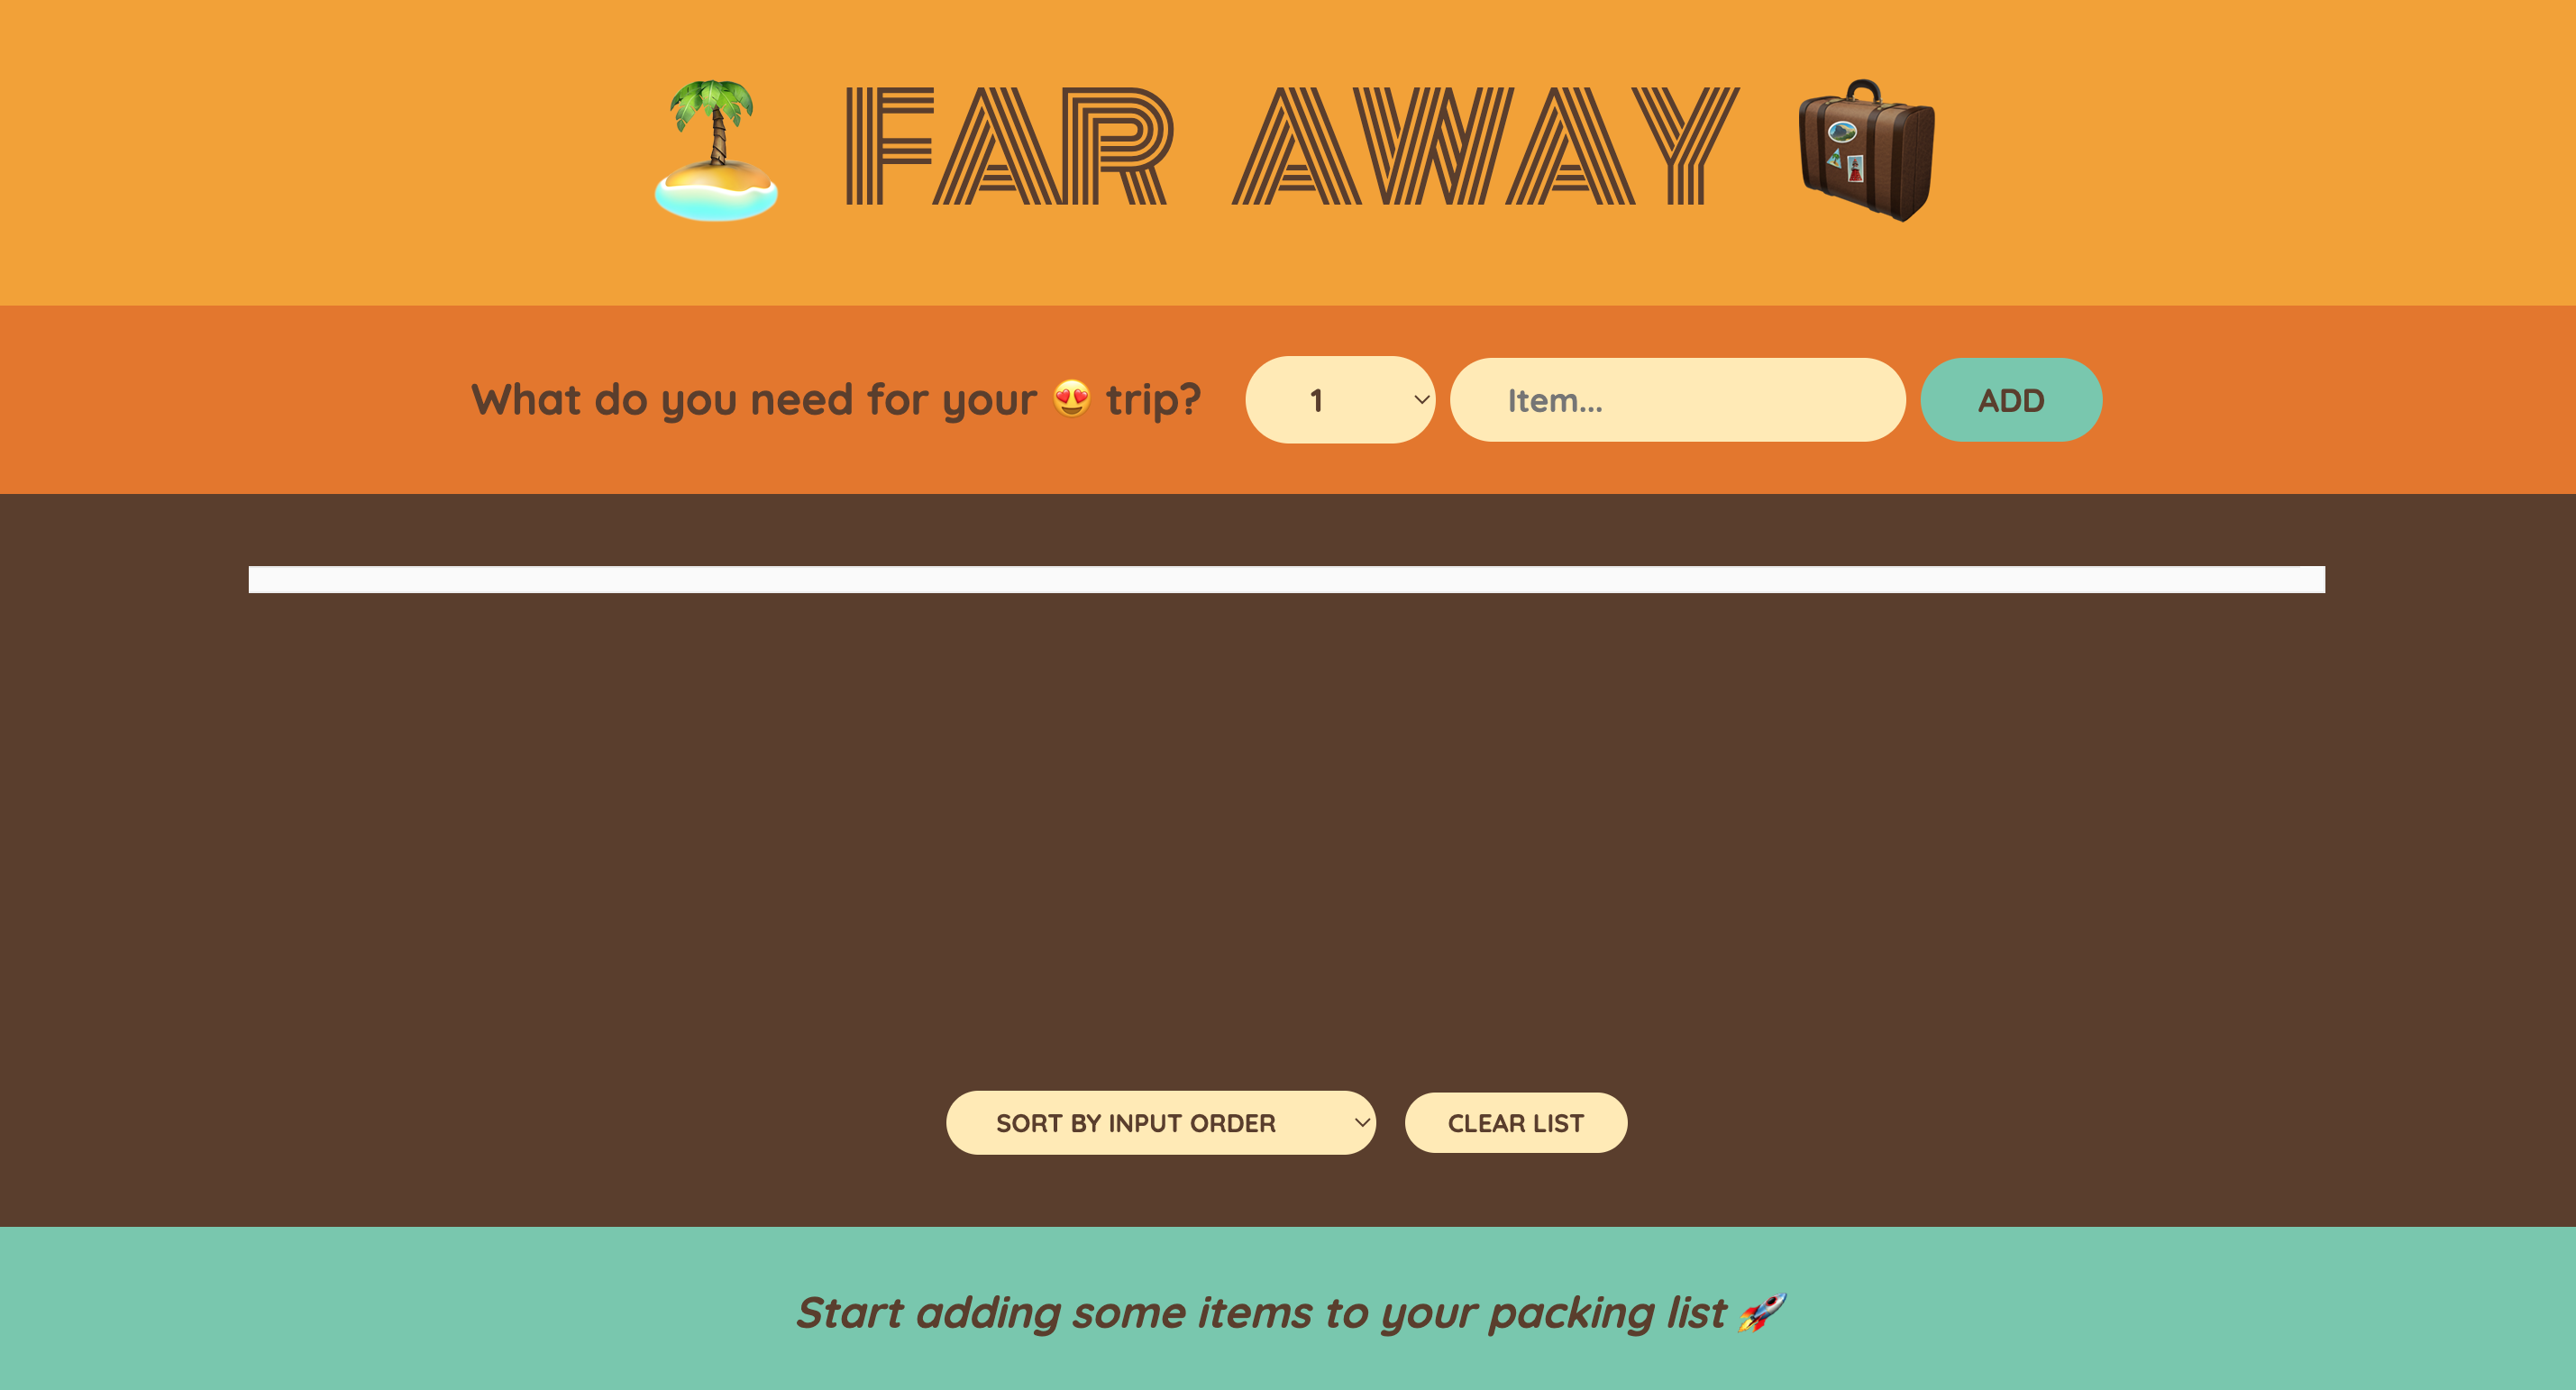 🏝️ FAR AWAY 🧳
What do you need for your 😍 trip?
1
Item...
ADD
SORT BY INPUT ORDER
CLEAR LIST
Start adding some items to your packing list 🚀